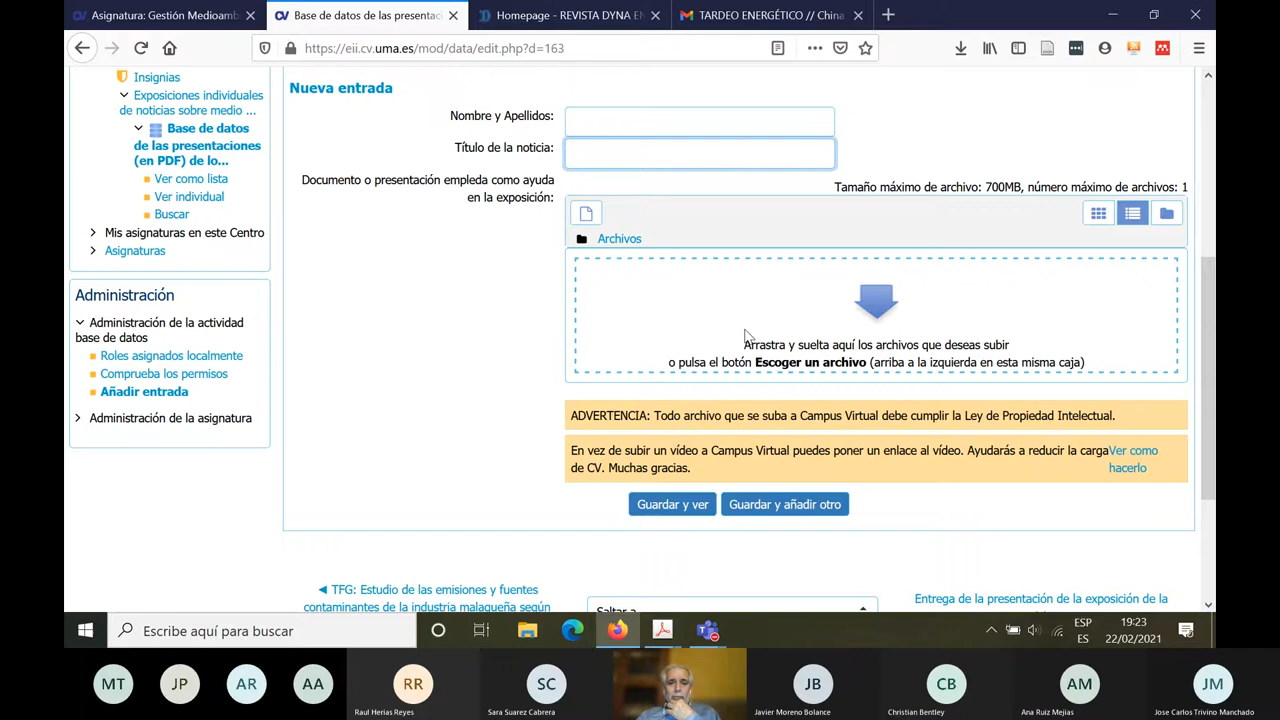 Asignatura: Gestión Medioamb
Base de datos de las presentaci
Homepage - REVISTA DYNA EN
TARDEO ENERGÉTICO // China
https://eii.cv.uma.es/mod/data/edit.php?d=163
Insignias
Exposiciones individuales
de noticias sobre medio ...
Base de datos
de las presentaciones
(en PDF) de lo...
Ver como lista
Ver individual
Buscar
Mis asignaturas en este Centro
Asignaturas
Administración
Administración de la actividad
base de datos
Roles asignados localmente
Comprueba los permisos
Añadir entrada
Administración de la asignatura
Nueva entrada
Nombre y Apellidos:
Título de la noticia:
Documento o presentación empleda como ayuda
en la exposición:
Tamaño máximo de archivo: 700MB, número máximo de archivos: 1
Archivos
Arrastra y suelta aquí los archivos que deseas subir
o pulsa el botón Escoger un archivo (arriba a la izquierda en esta misma caja)
ADVERTENCIA: Todo archivo que se suba a Campus Virtual debe cumplir la Ley de Propiedad Intelectual.
En vez de subir un vídeo a Campus Virtual puedes poner un enlace al vídeo. Ayudarás a reducir la carga
de CV. Muchas gracias.
Ver como
hacerlo
Guardar y ver
Guardar y añadir otro
◄ TFG: Estudio de las emisiones y fuentes
contaminantes de la industria malagueña según
Saltar a...
Entrega de la presentación de la exposición de la
Escribe aquí para buscar
ESP
ES
19:23
22/02/2021
MT
JP
AR
AA
RR
SC
JB
CB
AM
JM
Raul Herias Reyes
Sara Suarez Cabrera
Javier Moreno Bolance
Christian Bentley
Ana Ruiz Mejias
Jose Carlos Trivino Manchado